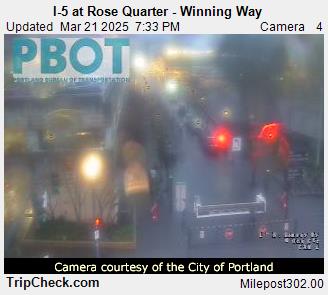 I-5 at Rose Quarter - Winning Way
Updated Mar 21 2025 7:33 PM Camera 4
PBOT
PORTLAND BUREAU OF TRANSPORTATION
Camera courtesy of the City of Portland
TripCheck.com Milepost302.00